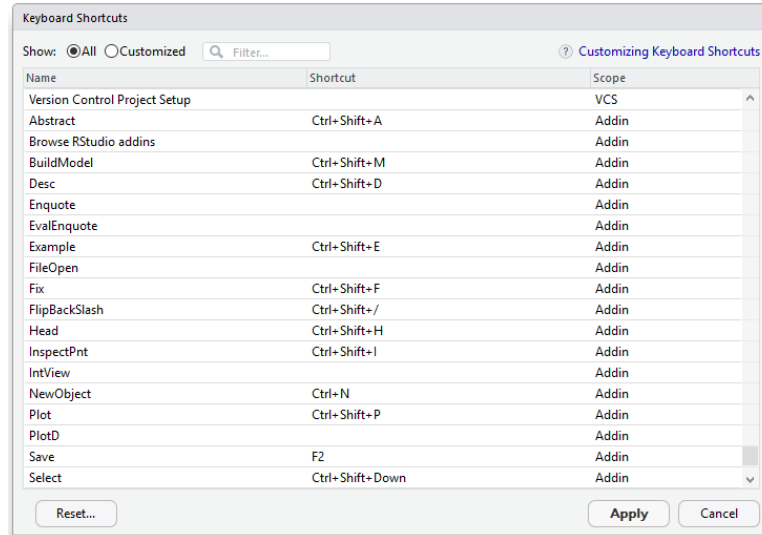 Keyboard Shortcuts
Show: All Customized Filter... ? Customizing Keyboard Shortcuts
Name Shortcut Scope
Version Control Project Setup VCS
Abstract Ctrl+Shift+A Addin
Browse RStudio addins Addin
BuildModel Ctrl+Shift+M Addin
Desc Ctrl+Shift+D Addin
Enquote Addin
EvalEnquote Addin
Example Ctrl+Shift+E Addin
FileOpen Addin
Fix Ctrl+Shift+F Addin
FlipBackSlash Ctrl+Shift+/ Addin
Head Ctrl+Shift+H Addin
InspectPnt Ctrl+Shift+I Addin
IntView Addin
NewObject Ctrl+N Addin
Plot Ctrl+Shift+P Addin
PlotD Addin
Save F2 Addin
Select Ctrl+Shift+Down Addin
Reset... Apply Cancel